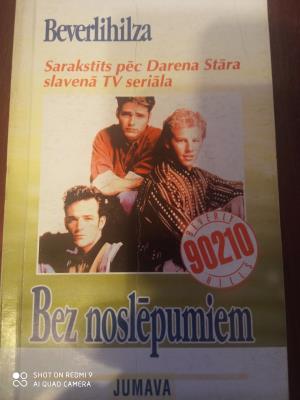 Beverlihilza
Sarakstīts pēc Darena Stāra
slavenā TV seriāla
BEVERLY
90210
HILLS
Bez noslēpumiem
JUMAVA
SHOT ON REDMI 9
AI QUAD CAMERA